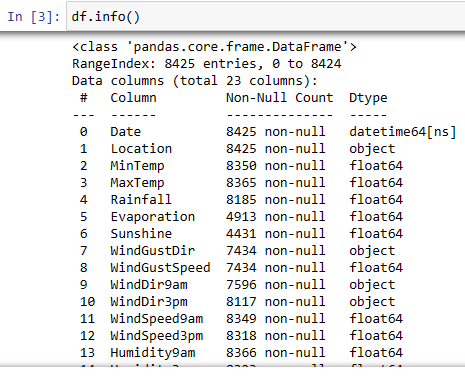 In [3]: df.info()
<class 'pandas.core.frame.DataFrame'>
RangeIndex: 8425 entries, 0 to 8424
Data columns (total 23 columns):
# Column Non-Null Count Dtype
--- ------ -------------- -----
0 Date 8425 non-null datetime64[ns]
1 Location 8425 non-null object
2 MinTemp 8350 non-null float64
3 MaxTemp 8365 non-null float64
4 Rainfall 8185 non-null float64
5 Evaporation 4913 non-null float64
6 Sunshine 4431 non-null float64
7 WindGustDir 7434 non-null object
8 WindGustSpeed 7434 non-null float64
9 WindDir9am 7596 non-null object
10 WindDir3pm 8117 non-null object
11 WindSpeed9am 8349 non-null float64
12 WindSpeed3pm 8318 non-null float64
13 Humidity9am 8366 non-null float64